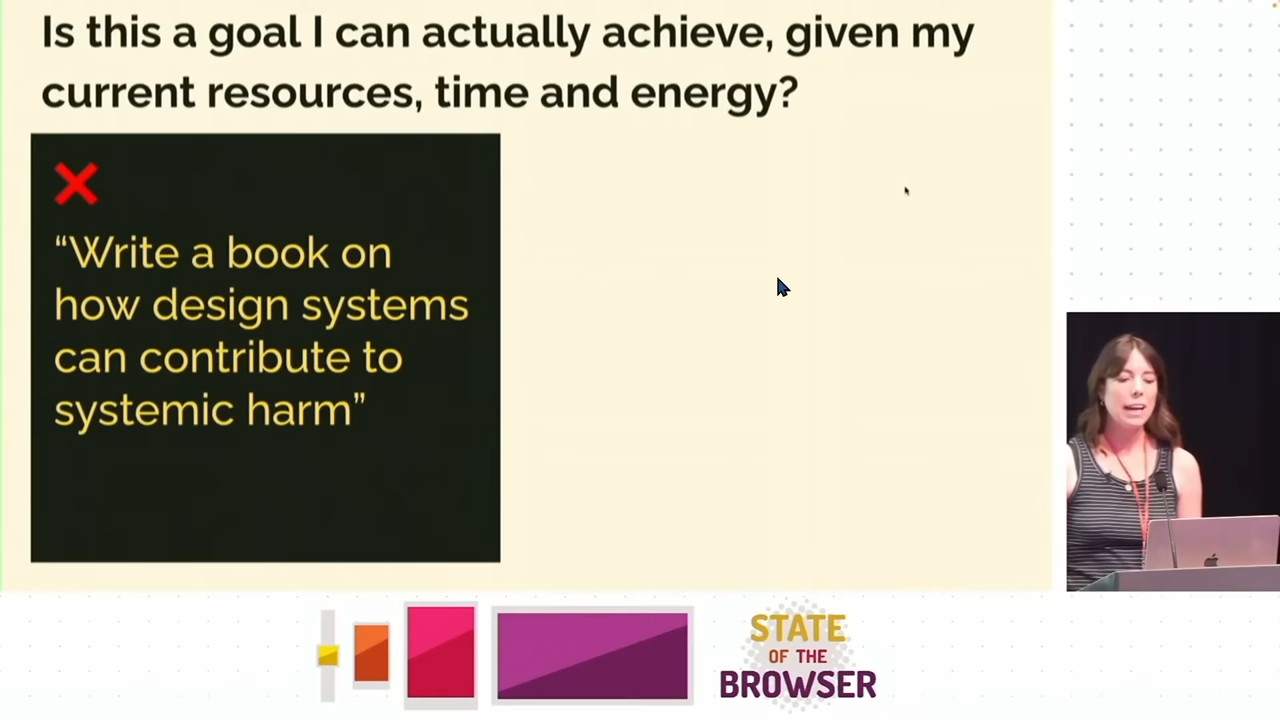 Is this a goal I can actually achieve, given my
current resources, time and energy?
“Write a book on
how design systems
can contribute to
systemic harm”
STATE
OF THE
BROWSER